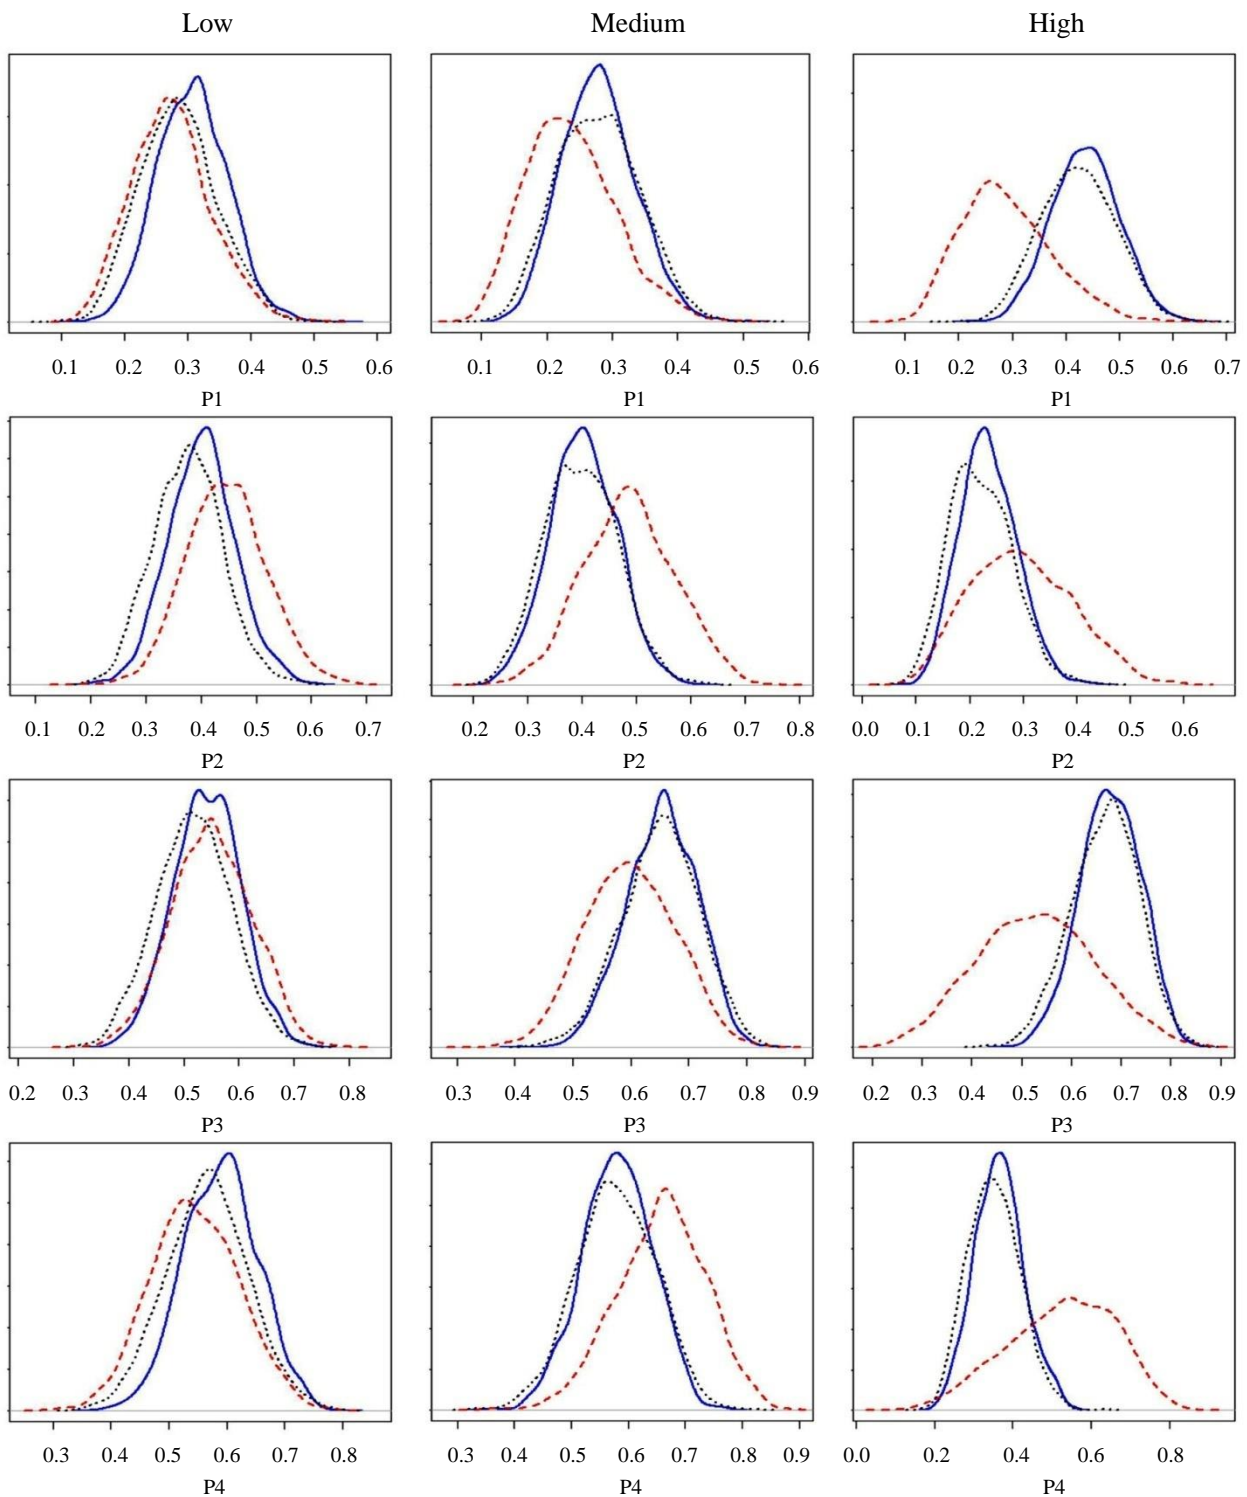 Low Medium High
0.1 0.2 0.3 0.4 0.5 0.6 0.1 0.2 0.3 0.4 0.5 0.6 0.1 0.2 0.3 0.4 0.5 0.6 0.7
P1 P1 P1
0.1 0.2 0.3 0.4 0.5 0.6 0.7 0.2 0.3 0.4 0.5 0.6 0.7 0.8 0.0 0.1 0.2 0.3 0.4 0.5 0.6
P2 P2 P2
0.2 0.3 0.4 0.5 0.6 0.7 0.8 0.3 0.4 0.5 0.6 0.7 0.8 0.9 0.2 0.3 0.4 0.5 0.6 0.7 0.8 0.9
P3 P3 P3
0.3 0.4 0.5 0.6 0.7 0.8 0.3 0.4 0.5 0.6 0.7 0.8 0.9 0.0 0.2 0.4 0.6 0.8
P4 P4 P4